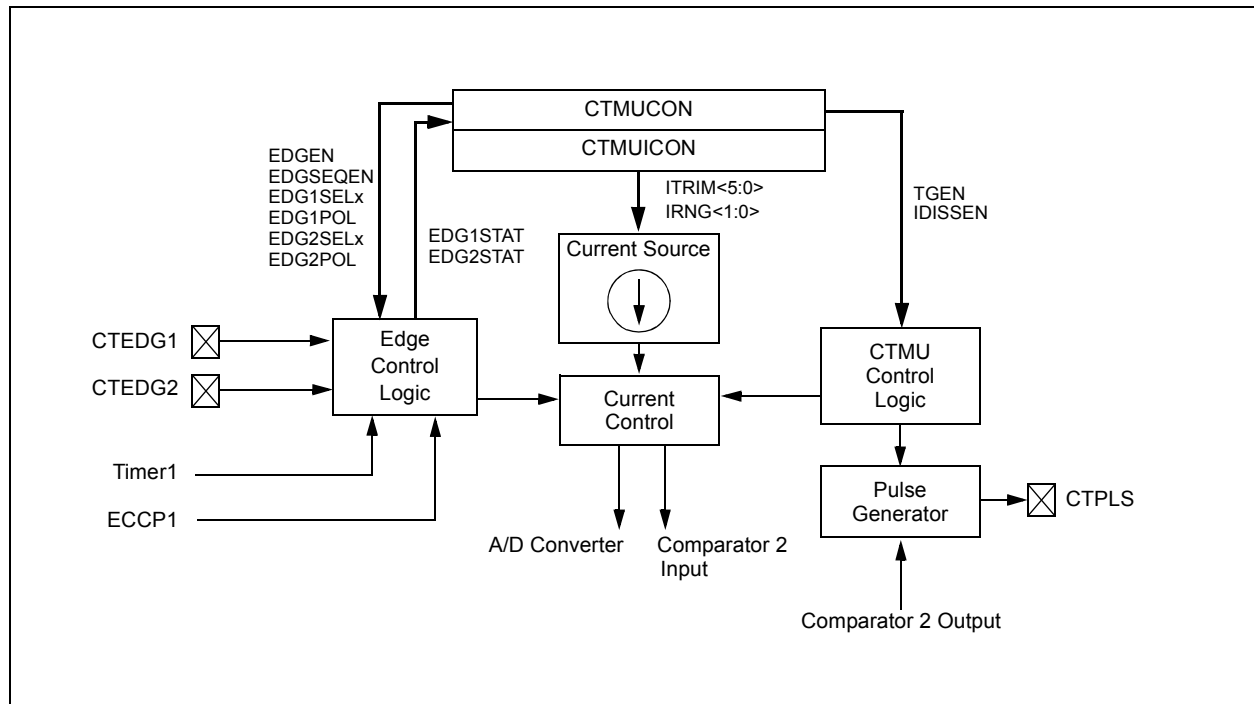 CTMUCON
CTMUICON
EDGEN
EDGSEQEN
EDG1SELx
EDG1POL
EDG2SELx
EDG2POL
EDG1STAT
EDG2STAT
ITRIM<5:0>
IRNG<1:0>
TGEN
IDISSEN
Current Source
CTEDG1
CTEDG2
Edge
Control
Logic
Current
Control
CTMU
Control
Logic
Timer1
ECCP1
Pulse
Generator
CTPLS
A/D Converter
Comparator 2
Input
Comparator 2 Output